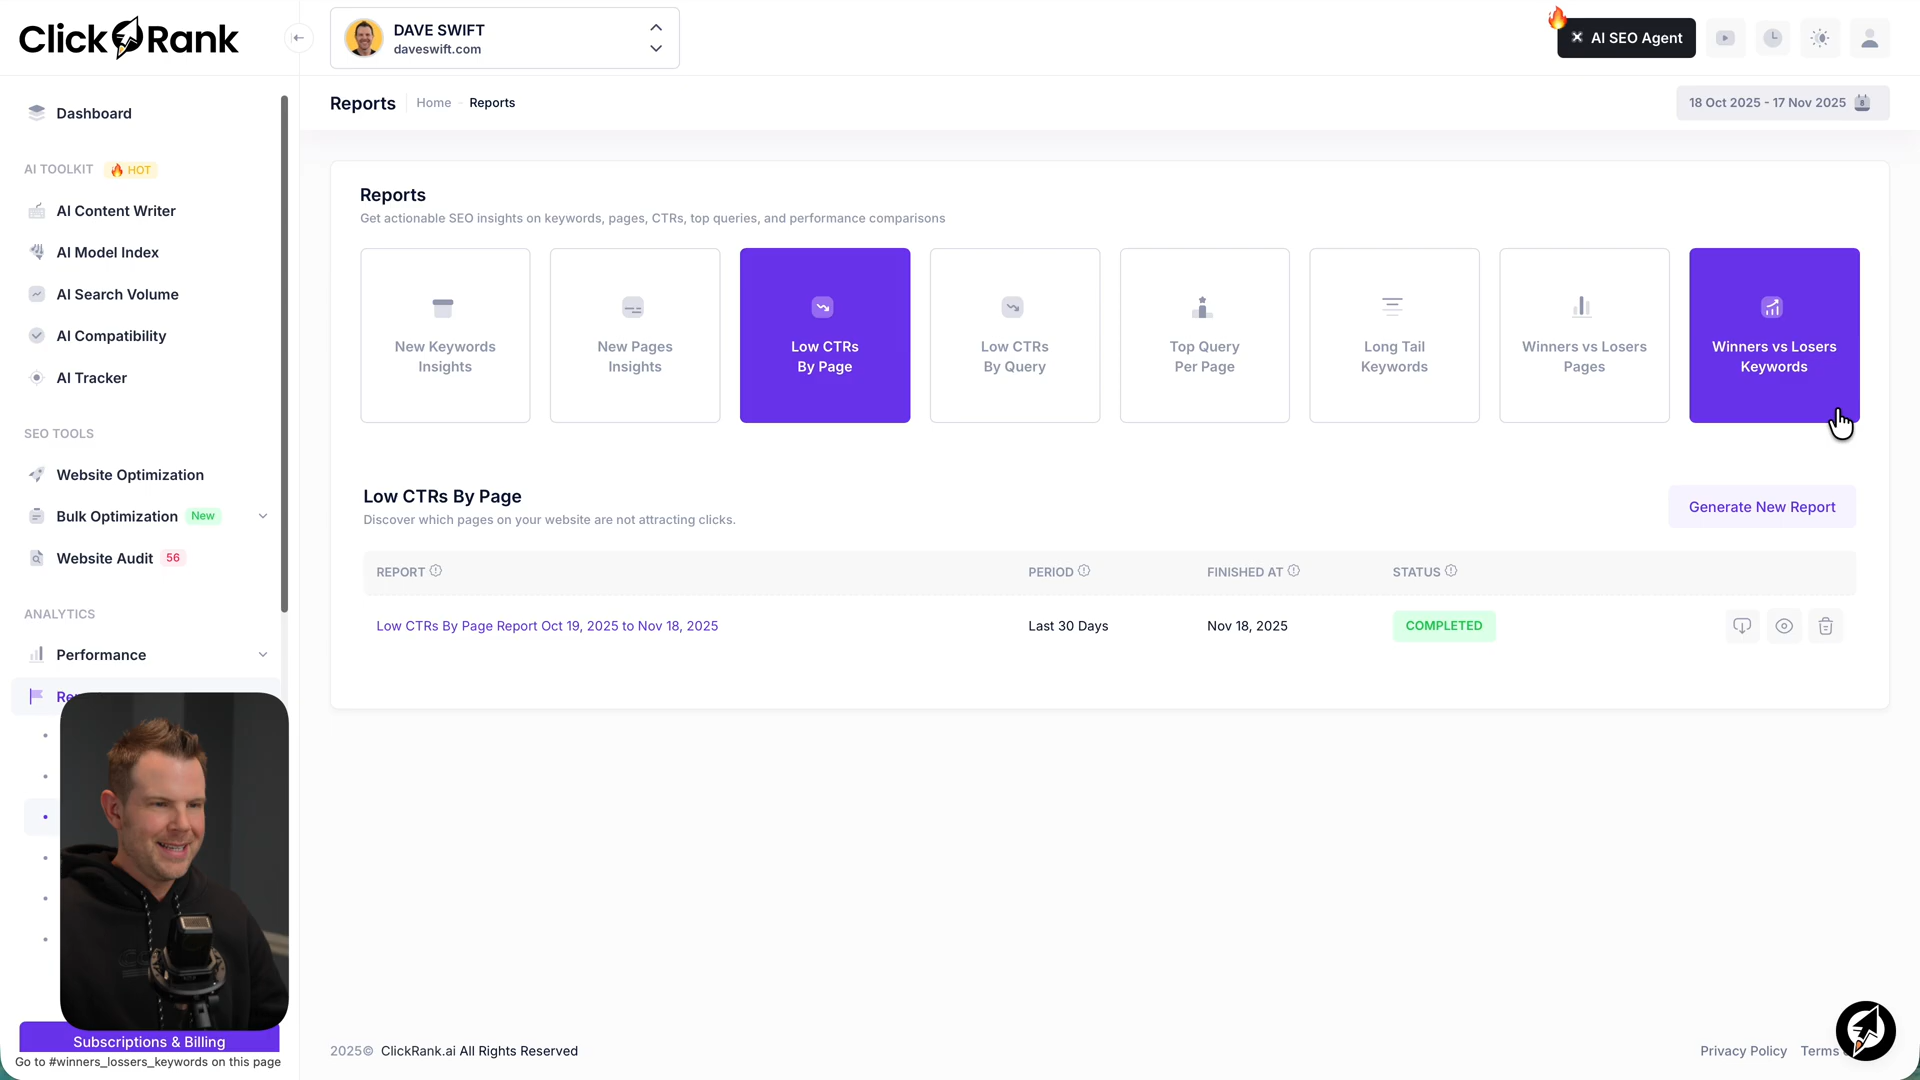 ClickRank
DAVE SWIFT
daveswift.com
AI SEO Agent
Reports
Home
Reports
18 Oct 2025 - 17 Nov 2025
Dashboard
AI TOOLKIT
HOT
AI Content Writer
AI Model Index
AI Search Volume
AI Compatibility
AI Tracker
SEO TOOLS
Website Optimization
Bulk Optimization New
Website Audit 56
ANALYTICS
Performance
Subscriptions & Billing
Go to #winners_lossers_keywords on this page
Reports
Get actionable SEO insights on keywords, pages, CTRs, top queries, and performance comparisons
New Keywords
Insights
New Pages
Insights
Low CTRs
By Page
Low CTRs
By Query
Top Query
Per Page
Long Tail
Keywords
Winners vs Losers
Pages
Winners vs Losers
Keywords
Low CTRs By Page
Discover which pages on your website are not attracting clicks.
Generate New Report
REPORT
PERIOD
FINISHED AT
STATUS
Low CTRs By Page Report Oct 19, 2025 to Nov 18, 2025
Last 30 Days
Nov 18, 2025
COMPLETED
2025© ClickRank.ai All Rights Reserved
Privacy Policy
Terms